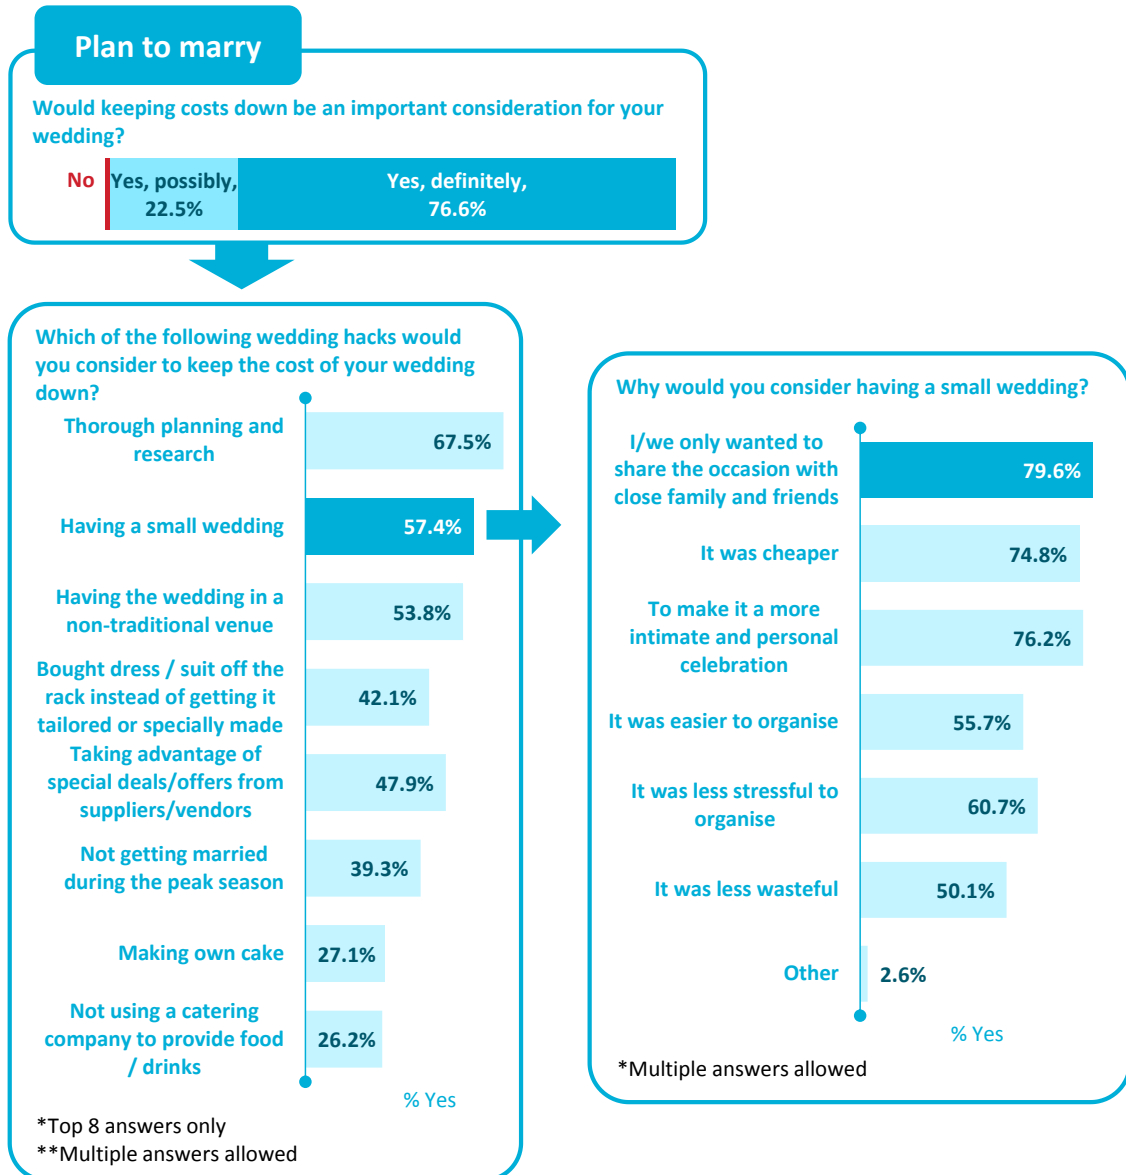 Plan to marry
Would keeping costs down be an important consideration for your
wedding?
No
Yes, possibly,
22.5%
Yes, definitely,
76.6%
Which of the following wedding hacks would
you consider to keep the cost of your wedding
down?
Thorough planning and
research
67.5%
Having a small wedding
57.4%
Having the wedding in a
non-traditional venue
53.8%
Bought dress / suit off the
rack instead of getting it
tailored or specially made
42.1%
Taking advantage of
special deals/offers from
suppliers/vendors
47.9%
Not getting married
during the peak season
39.3%
Making own cake
27.1%
Not using a catering
company to provide food
/ drinks
26.2%
% Yes
*Top 8 answers only
**Multiple answers allowed
Why would you consider having a small wedding?
I/we only wanted to
share the occasion with
close family and friends
79.6%
It was cheaper
74.8%
To make it a more
intimate and personal
celebration
76.2%
It was easier to organise
55.7%
It was less stressful to
organise
60.7%
It was less wasteful
50.1%
Other
2.6%
% Yes
*Multiple answers allowed